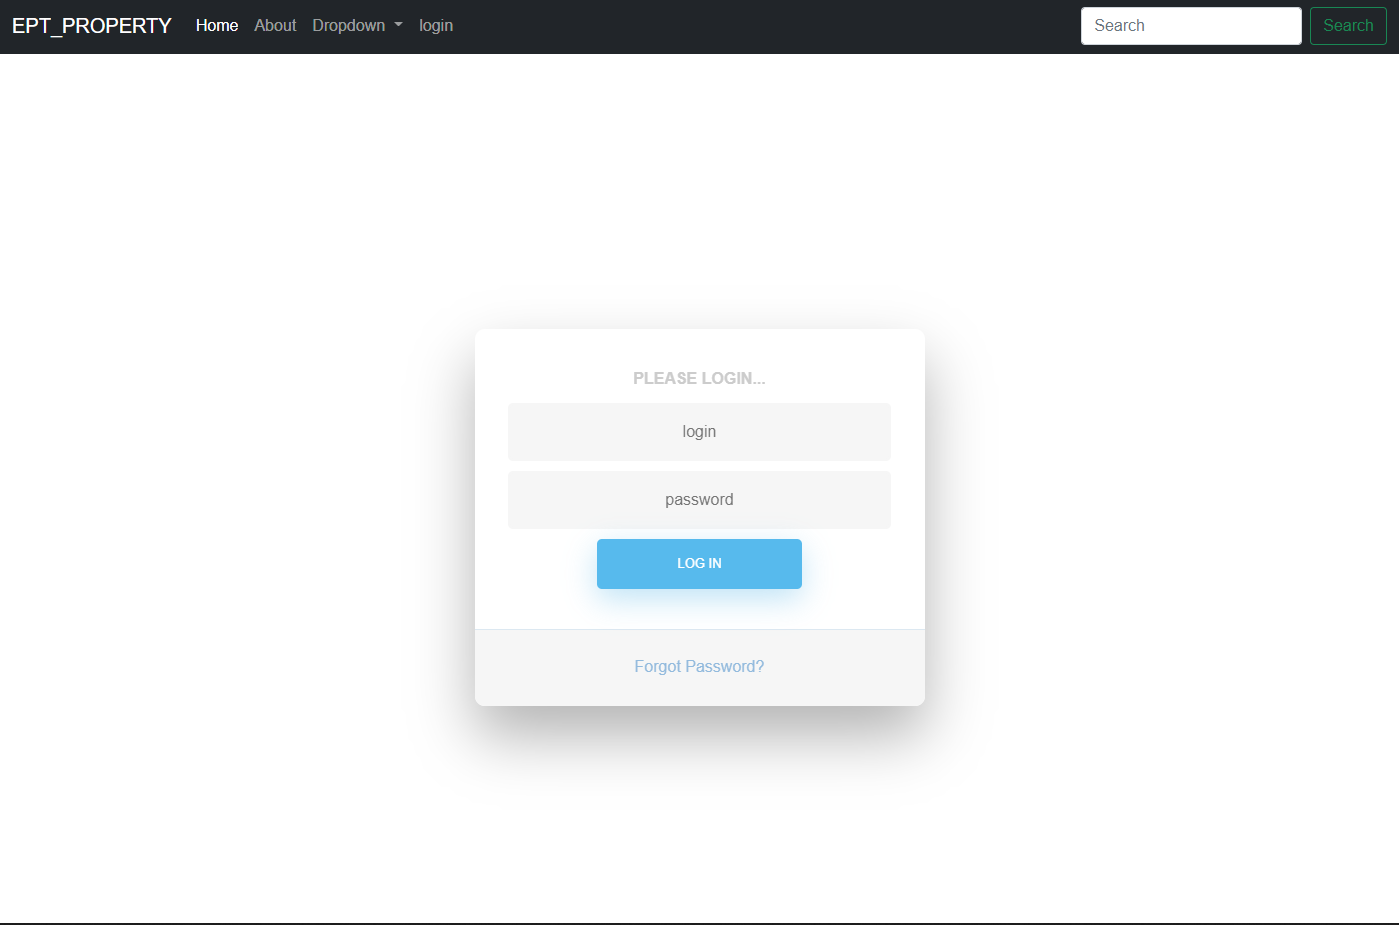 EPT_PROPERTY Home About Dropdown login Search Search
PLEASE LOGIN...
login
password
LOG IN
Forgot Password?